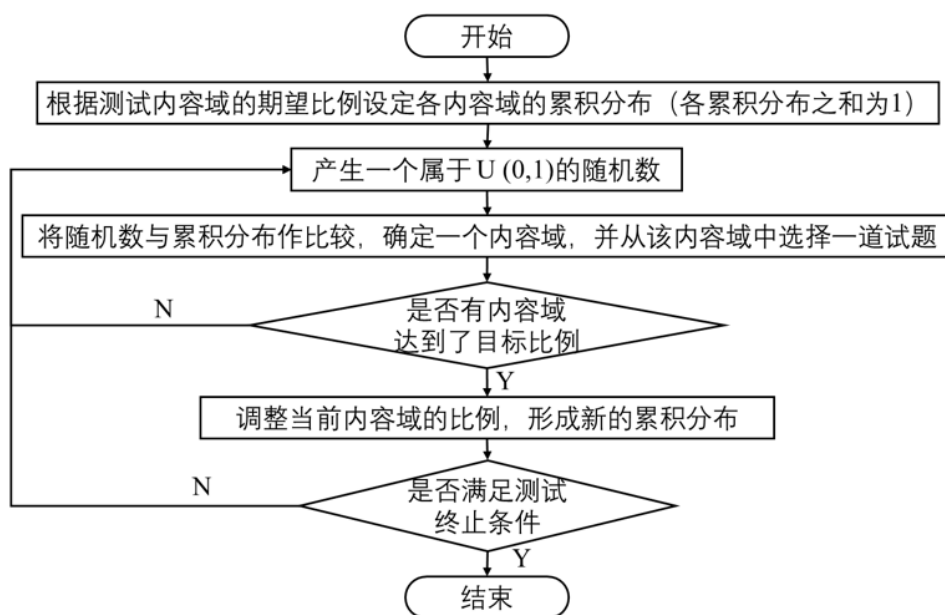 开始
根据测试内容域的期望比例设定各内容域的累积分布（各累积分布之和为1）
产生一个属于 U (0,1)的随机数
将随机数与累积分布作比较，确定一个内容域，并从该内容域中选择一道试题
N
是否有内容域
达到了目标比例
Y
调整当前内容域的比例，形成新的累积分布
N
是否满足测试
终止条件
Y
结束